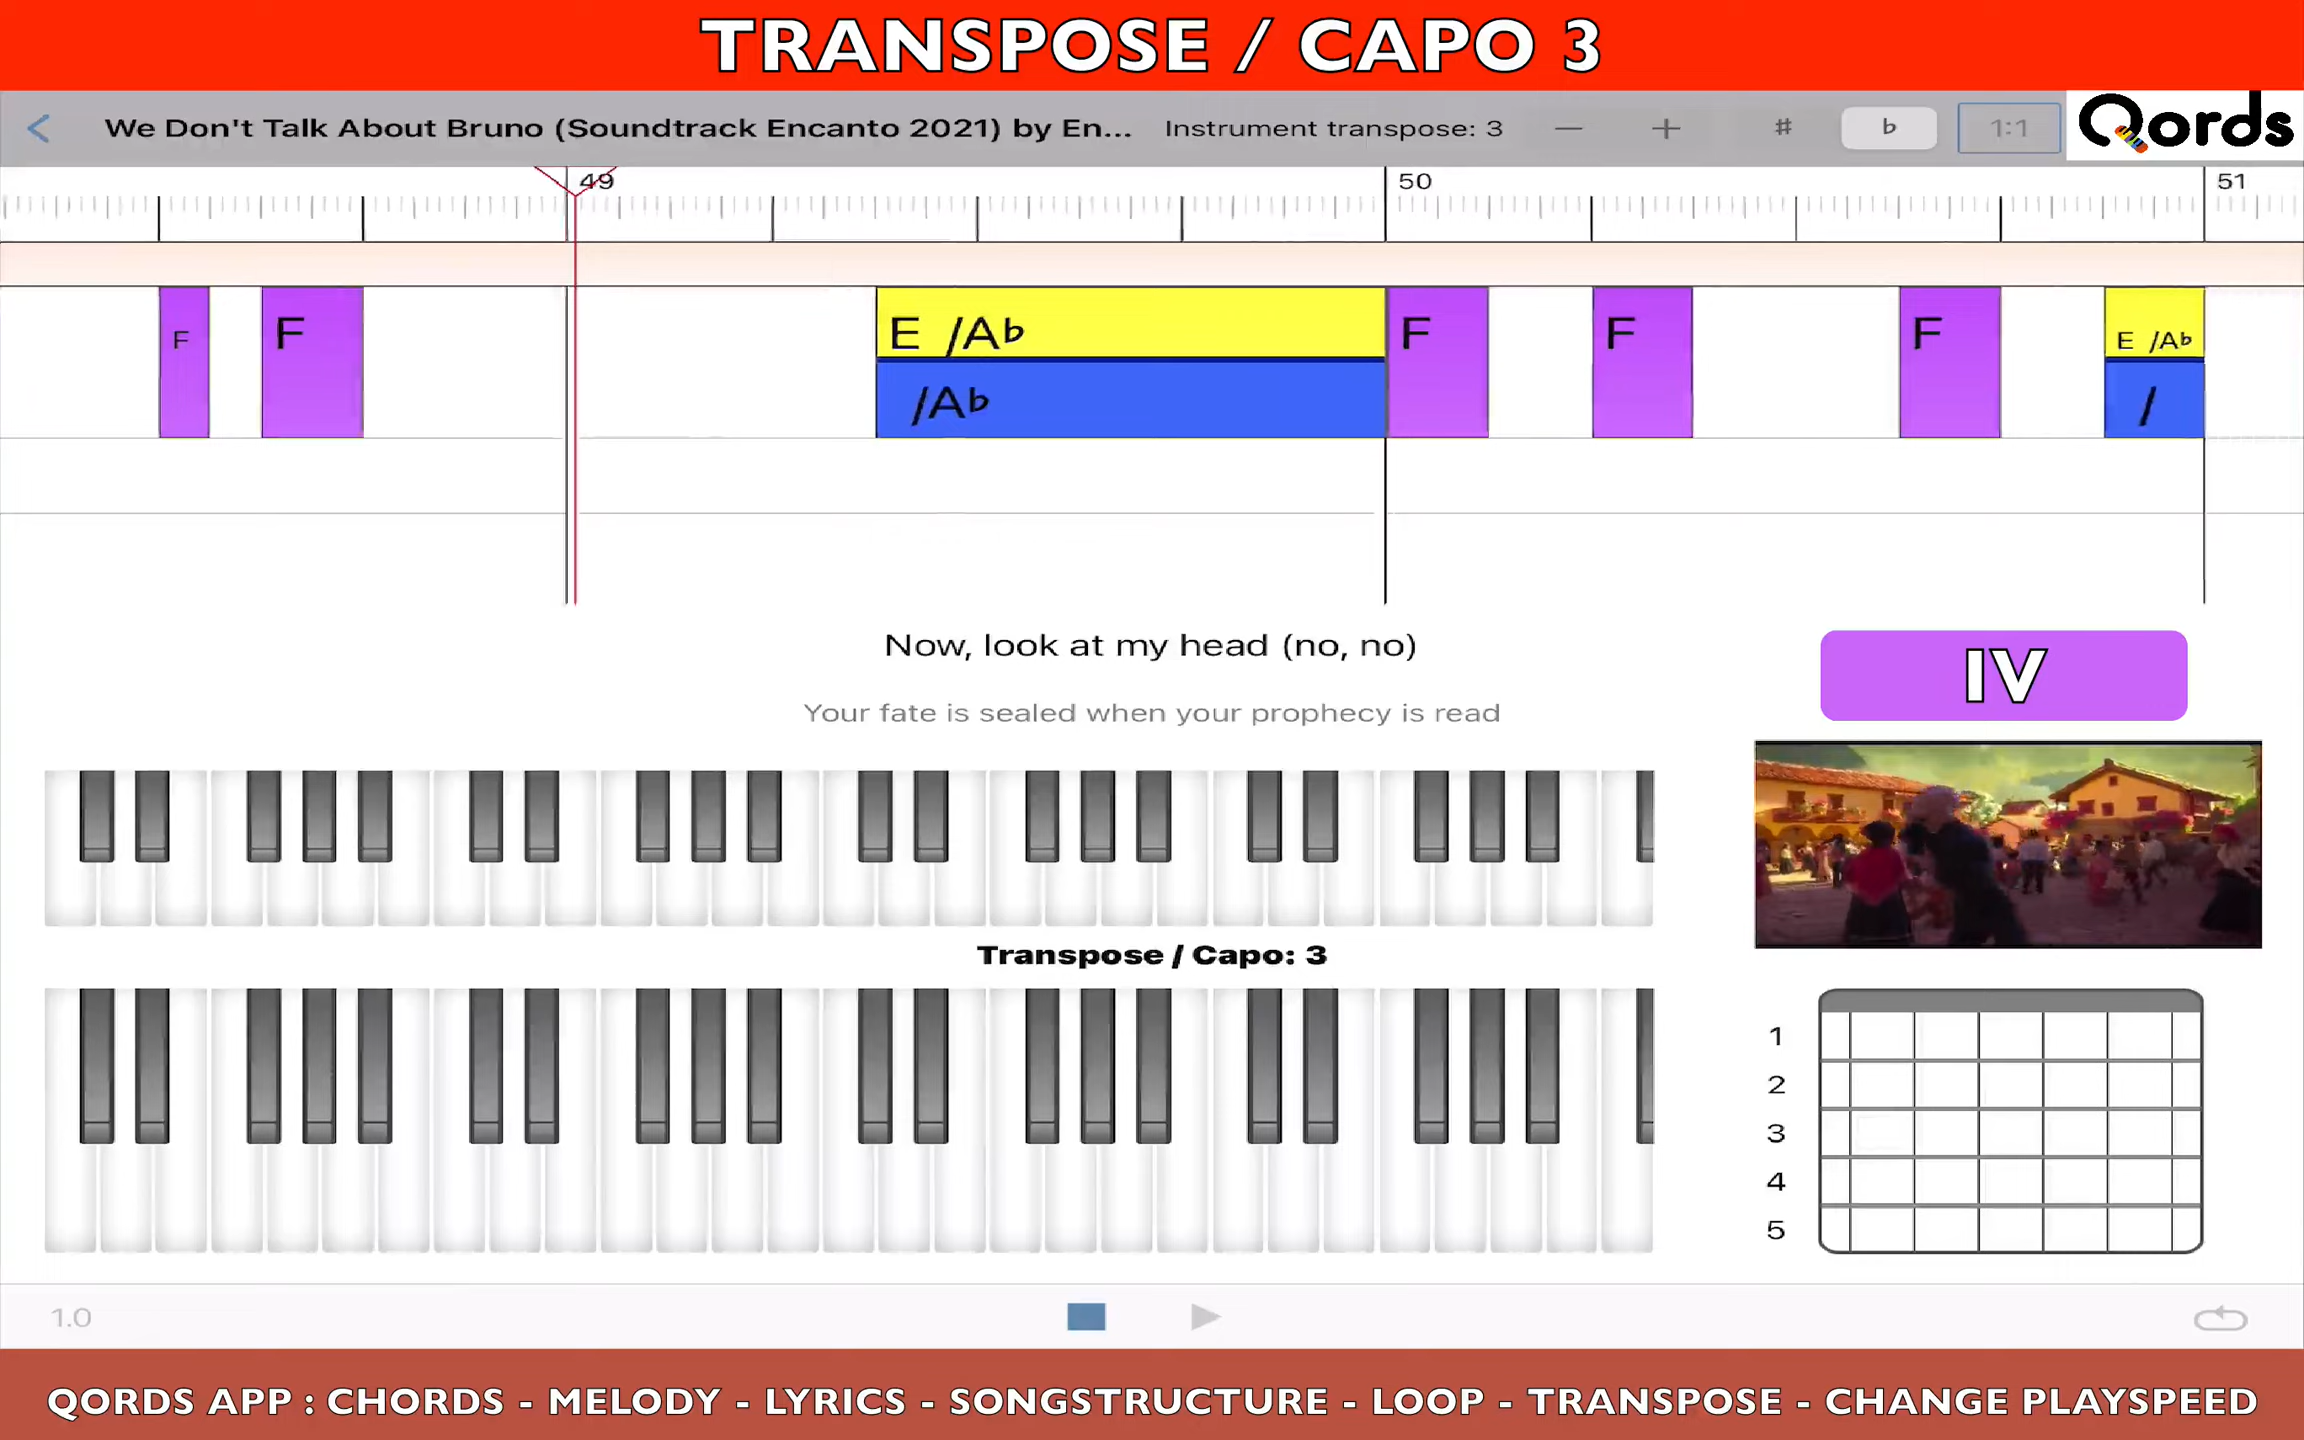 TRANSPOSE / CAPO 3
We Don't Talk About Bruno (Soundtrack Encanto 2021) by En... Instrument transpose: 3 — + # b 1:1 Qords
49 50 51
F F E /Ab F F F E /Ab
/Ab /
Now, look at my head (no, no)
IV
Your fate is sealed when your prophecy is read
Transpose / Capo: 3
1
2
3
4
5
1.0
QORDS APP : CHORDS - MELODY - LYRICS - SONGSTRUCTURE - LOOP - TRANSPOSE - CHANGE PLAYSPEED